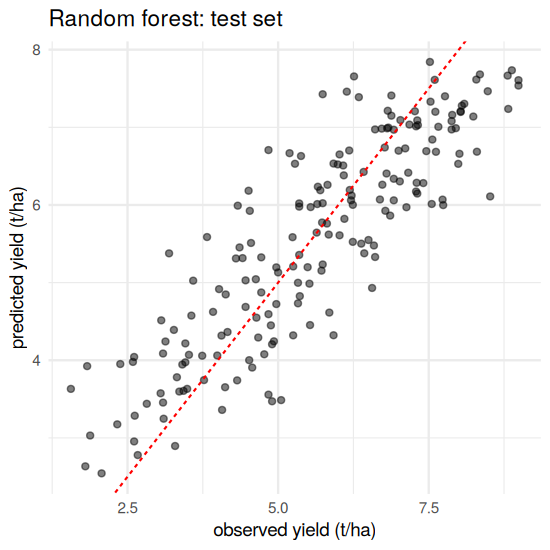 Random forest: test set
8
6
4
predicted yield (t/ha)
2.5 5.0 7.5
observed yield (t/ha)